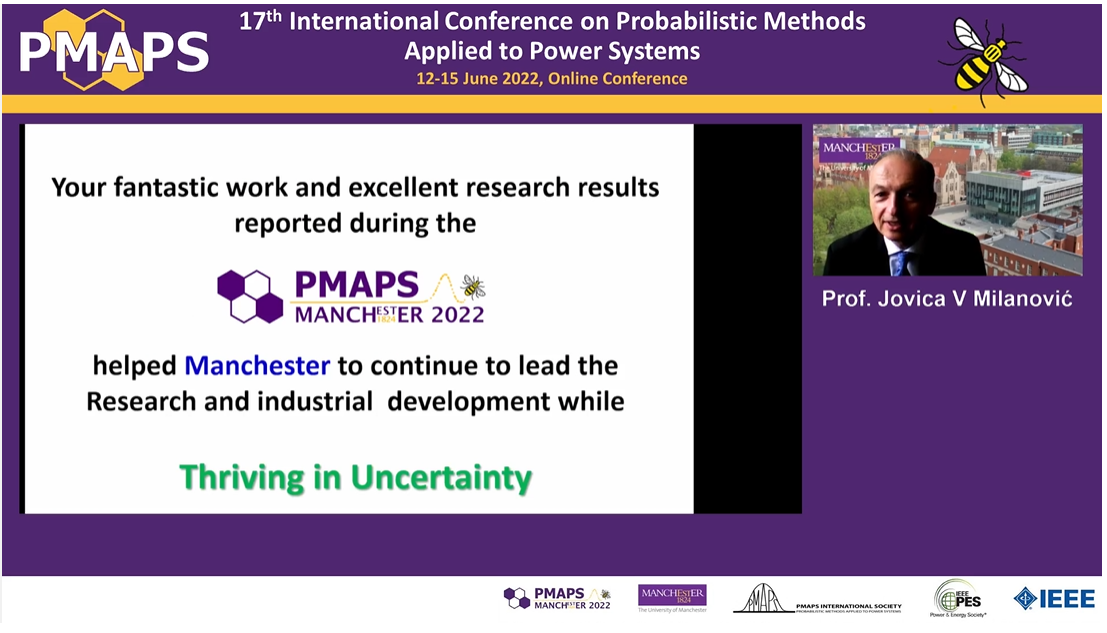 PMAPS
17th International Conference on Probabilistic Methods
Applied to Power Systems
12-15 June 2022, Online Conference
Your fantastic work and excellent research results
reported during the
PMAPS
MANCHESTER 2022
1824
helped Manchester to continue to lead the
Research and industrial development while
Thriving in Uncertainty
MANCHESTER
1824
The University of
Prof. Jovica V Milanović
PMAPS
MANCHESTER 2022
MANCHESTER
1824
The University of Manchester
PMAPS
PMAPS INTERNATIONAL SOCIETY
PROBABILISTIC METHODS APPLIED TO POWER SYSTEMS
IEEE
PES
Power & Energy Society®
IEEE